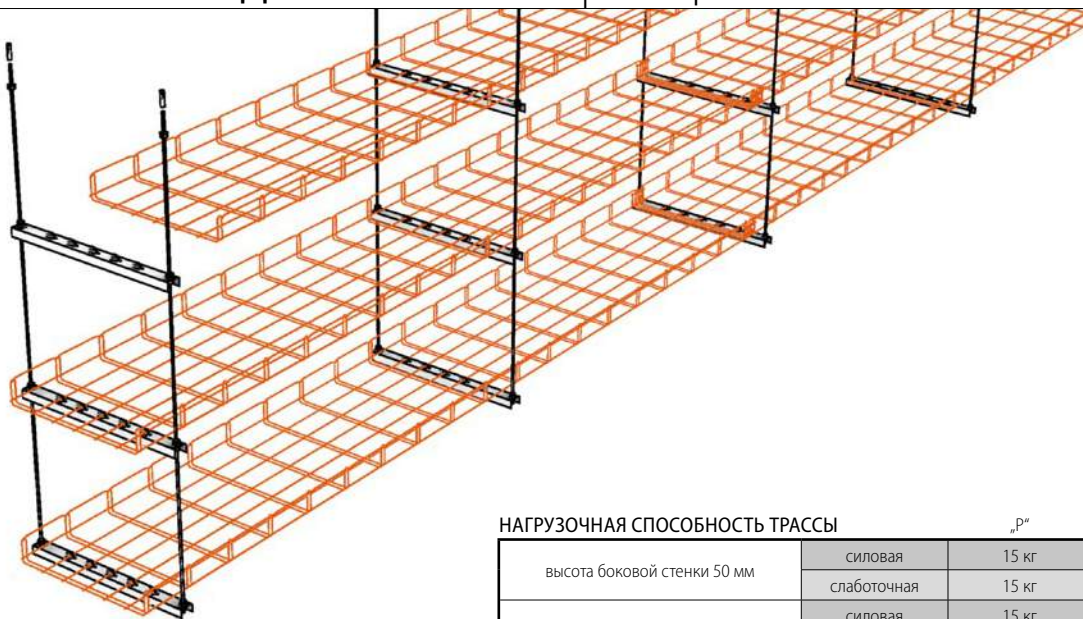 НАГРУЗОЧНАЯ СПОСОБНОСТЬ ТРАССЫ „P“
высота боковой стенки 50 мм
силовая 15 кг
слаботочная 15 кг
силовая 15 кг